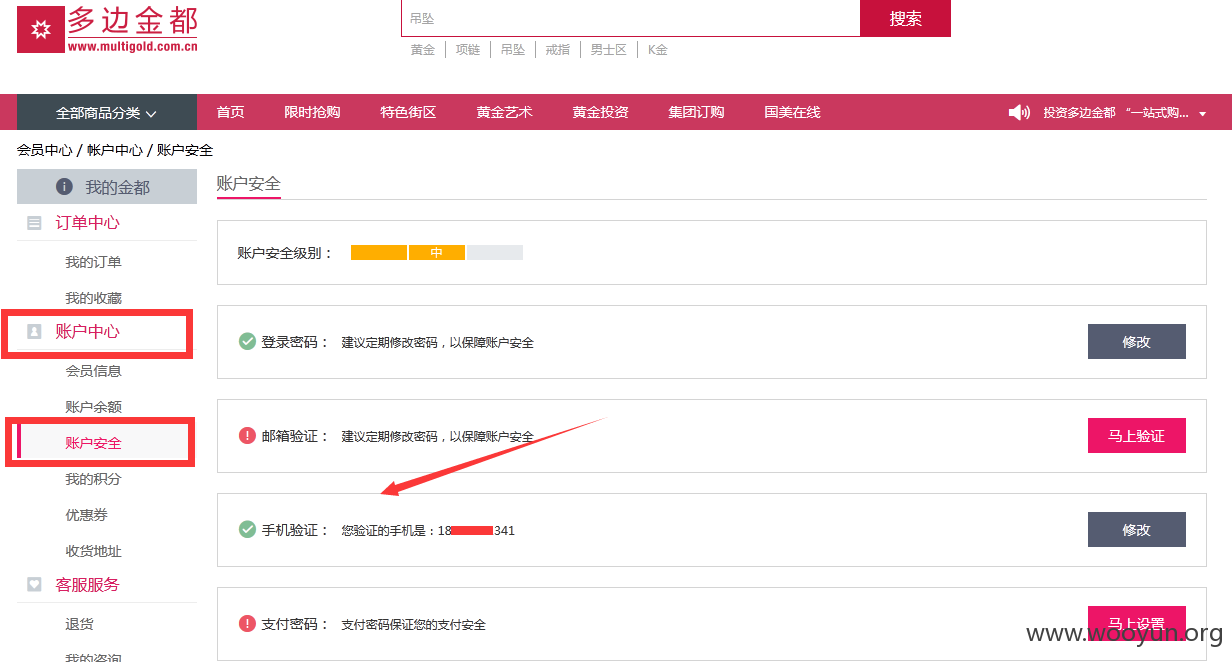 多边金都
www.multigold.com.cn
吊坠 搜索
黄金 项链 吊坠 戒指 男士区 K金
全部商品分类 首页 限时抢购 特色街区 黄金艺术 黄金投资 集团订购 国美在线 投资多边金都 “一站式购...
会员中心 / 帐户中心 / 账户安全
我的金都
账户安全
订单中心
我的订单
我的收藏
账户中心
会员信息
账户余额
账户安全
我的积分
优惠券
收货地址
客服服务
退货
我的咨询
账户安全级别： 中
登录密码： 建议定期修改密码，以保障账户安全 修改
邮箱验证： 建议定期修改密码，以保障账户安全 马上验证
手机验证： 您验证的手机是：18 341 修改
支付密码： 支付密码保证您的支付安全 马上设置
www.wooyun.org